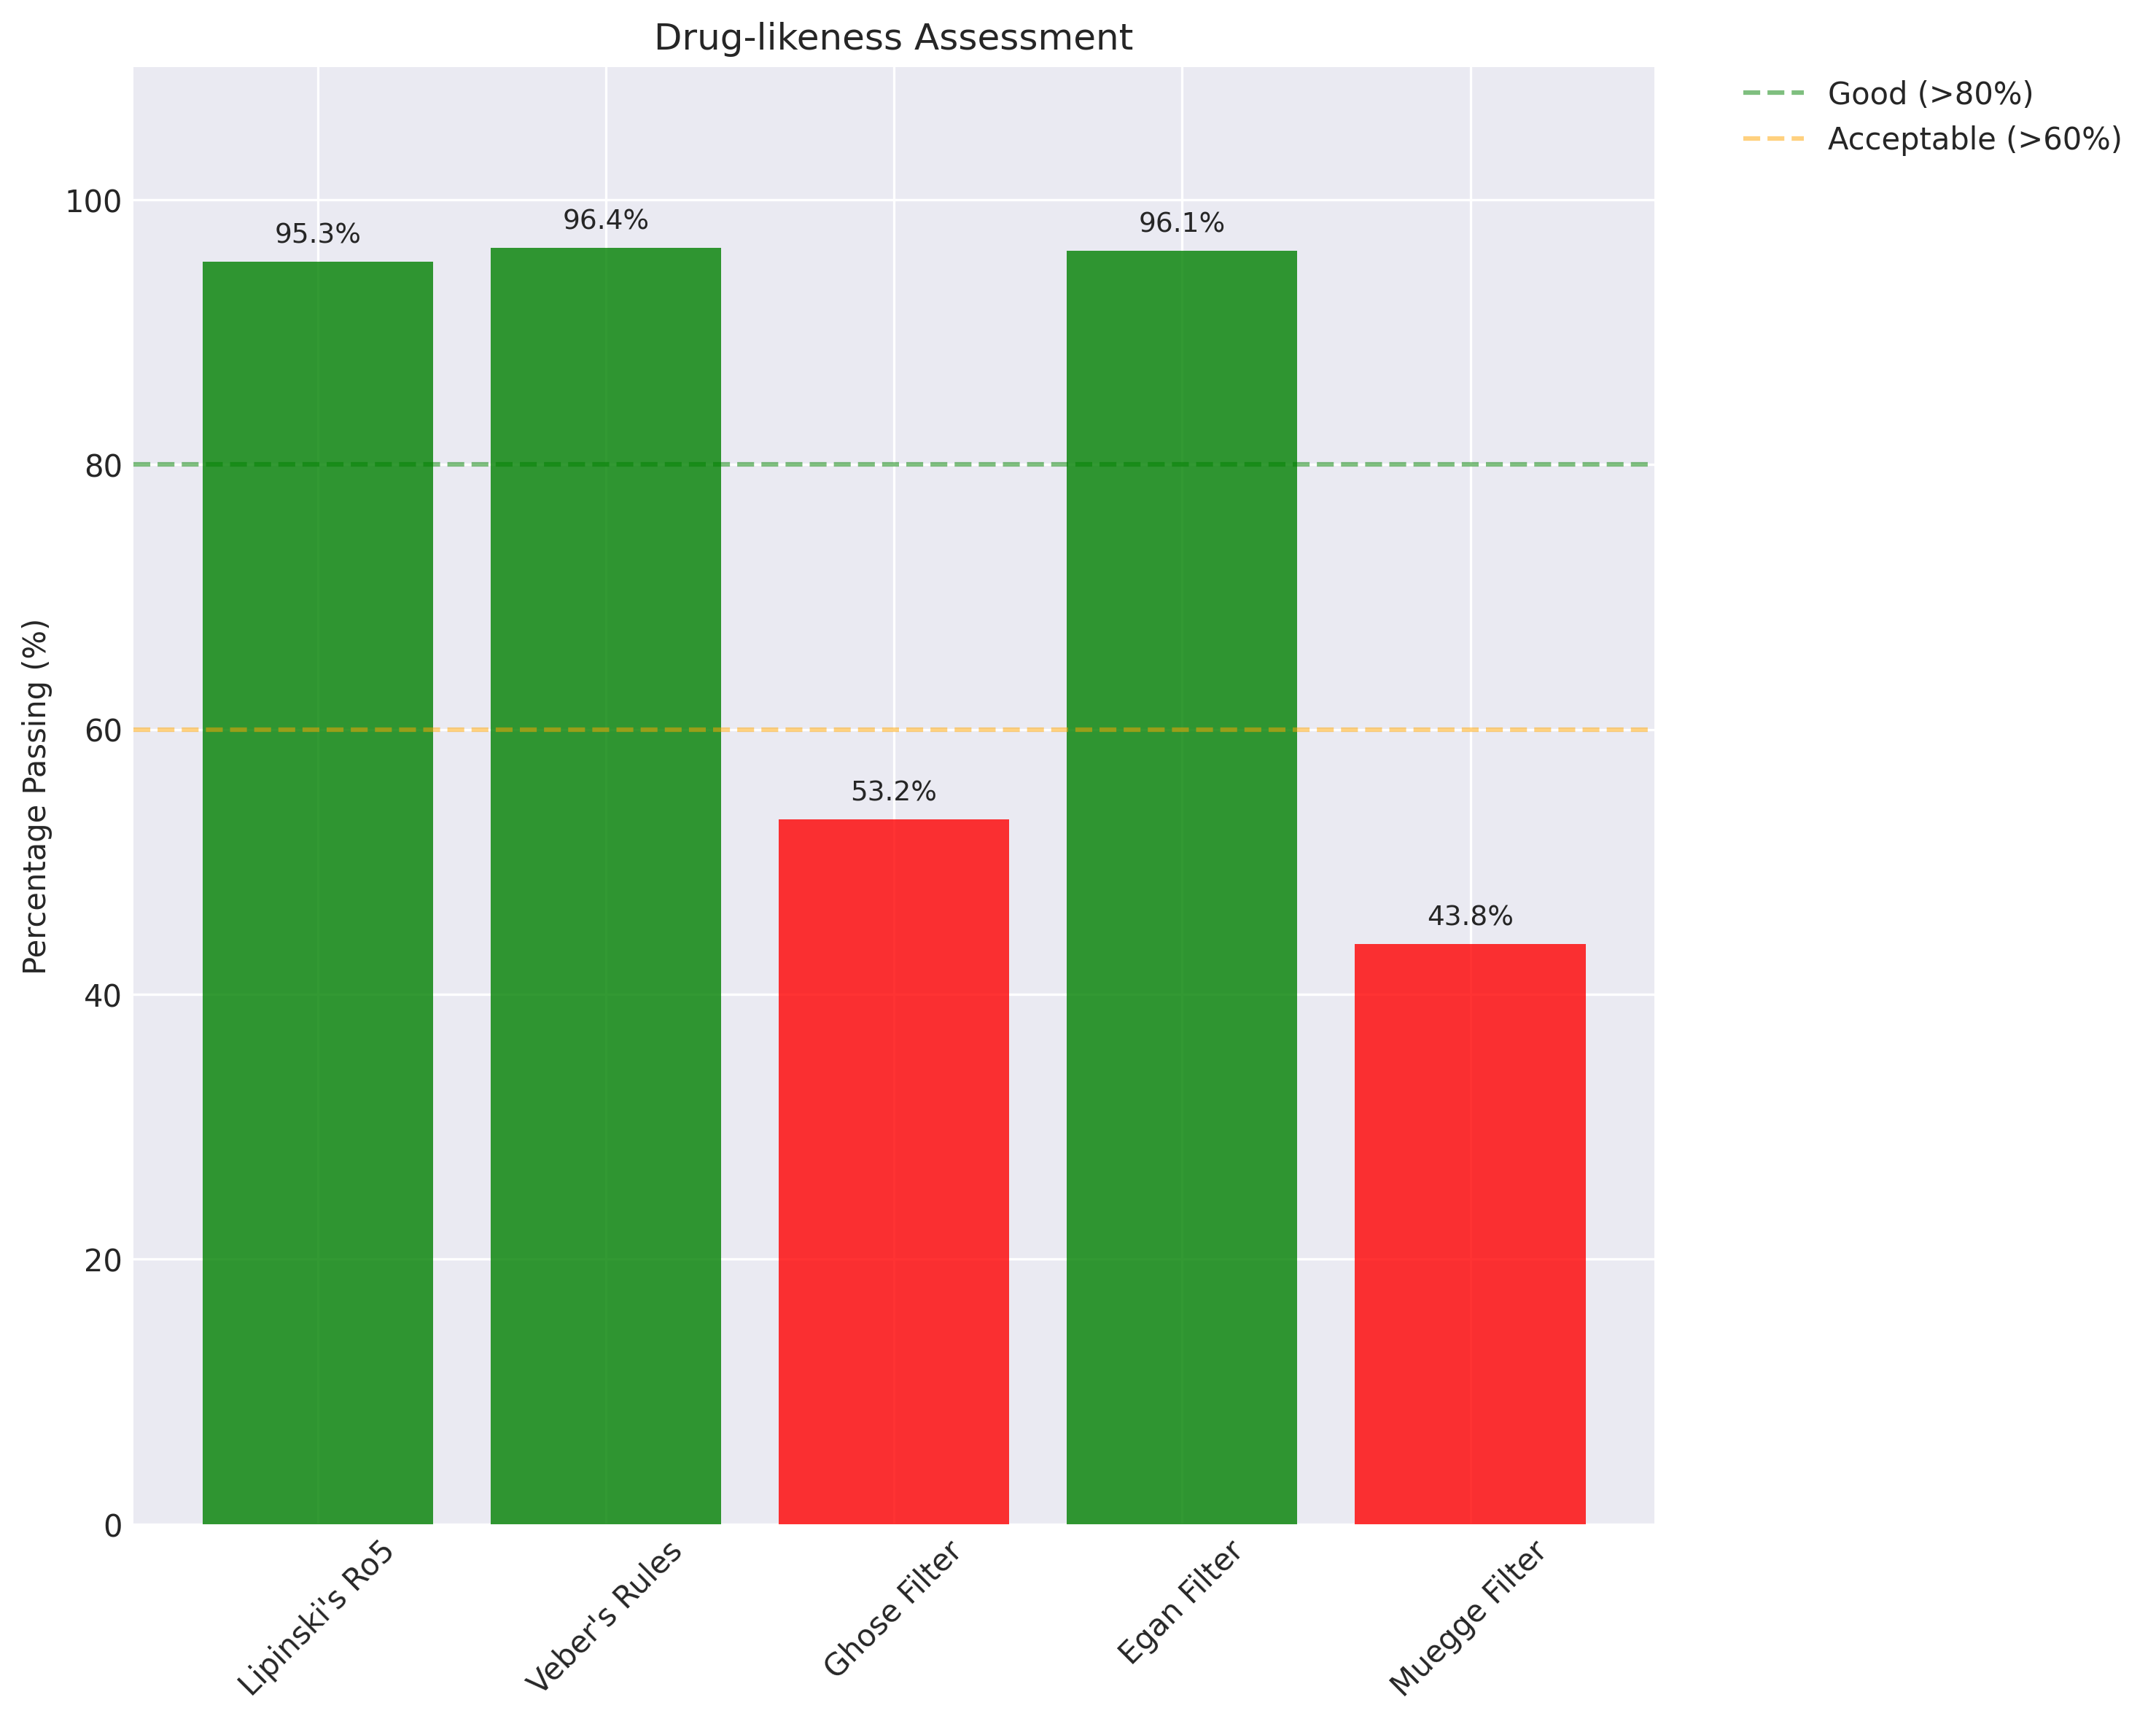 Drug-likeness Assessment
Good (>80%)
Acceptable (>60%)
Percentage Passing (%)
100
80
60
40
20
0
95.3%
96.4%
53.2%
96.1%
43.8%
Lipinski's Ro5
Veber's Rules
Ghose Filter
Egan Filter
Muegge Filter